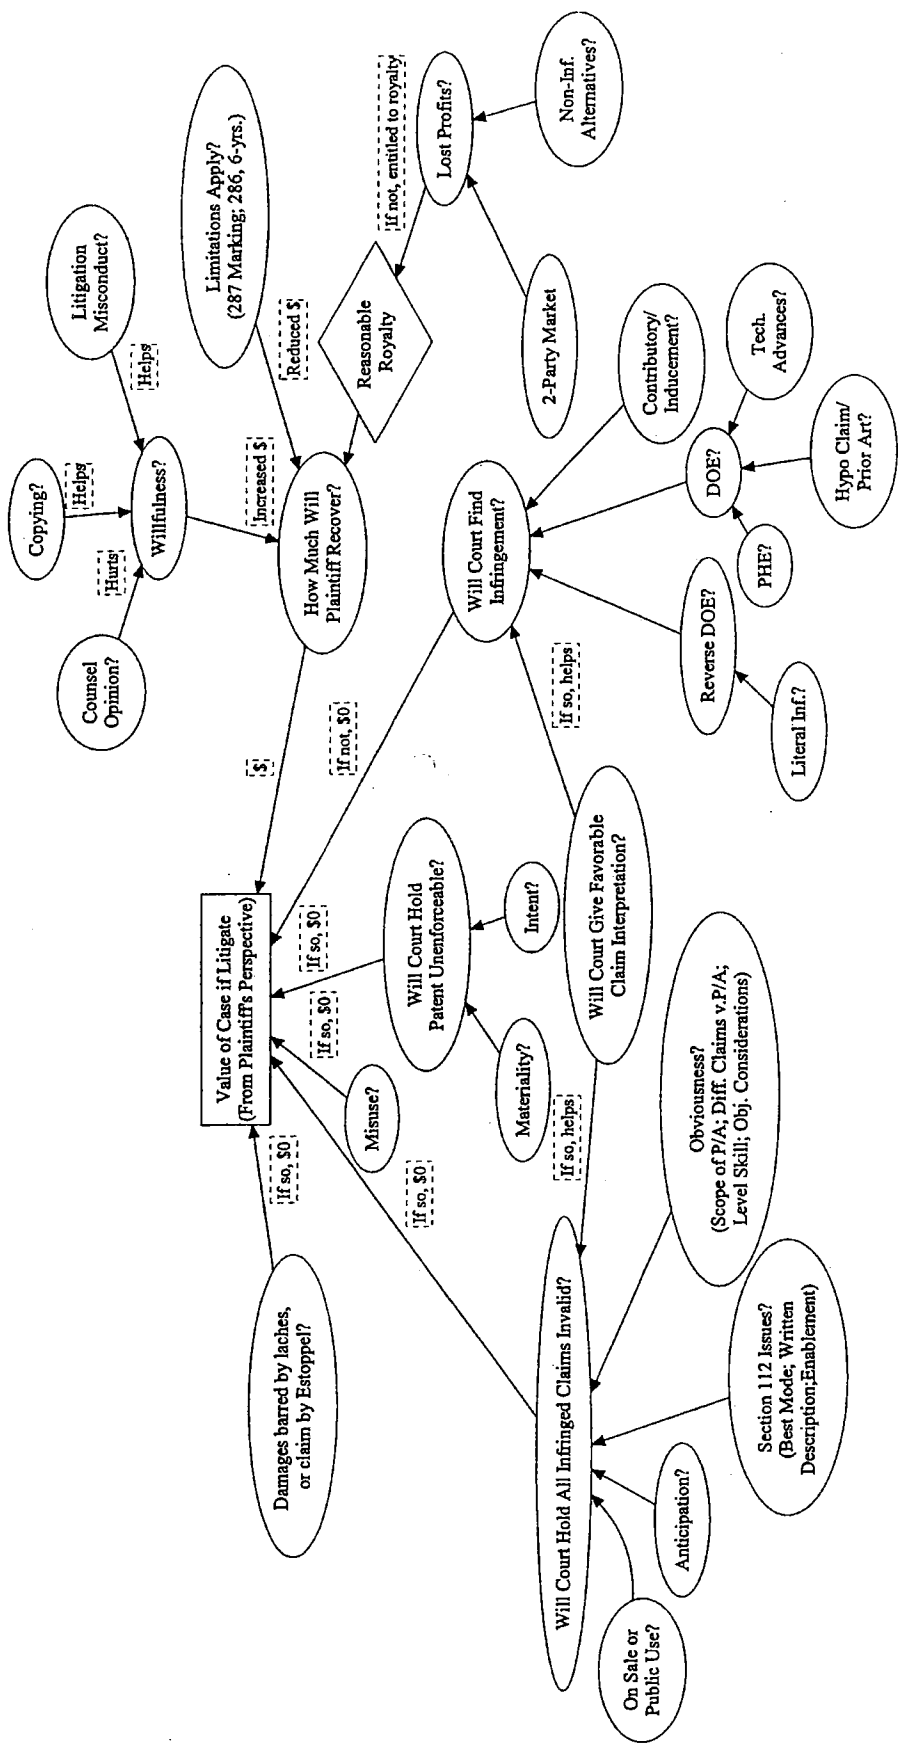 Value of Case if Litigate
(From Plaintiff's Perspective)
Damages barred by laches,
or claim by Estoppel?
If so, $0
Misuse?
If so, $0
If so, $0
If so, $0
Will Court Hold
Patent Unenforceable?
Materiality?
Intent?
If not, $0
$
Will Court Hold All Infringed Claims Invalid?
On Sale or
Public Use?
Anticipation?
Section 112 Issues?
(Best Mode; Written
Description;Enablement)
Obviousness?
(Scope of P/A; Diff. Claims v.P/A;
Level Skill; Obj. Considerations)
If so, helps
Will Court Give Favorable
Claim Interpretation?
If so, helps
Will Court Find
Infringement?
Literal Inf.?
Reverse DOE?
PHE?
DOE?
Hypo Claim/
Prior Art?
Tech.
Advances?
Contributory/
Inducement?
How Much Will
Plaintiff Recover?
Increased $
Willfulness?
Counsel
Opinion?
Hurts
Copying?
Helps
Litigation
Misconduct?
Helps
Limitations Apply?
(287 Marking; 286, 6-yrs.)
Reduced $
Reasonable
Royalty
If not, entitled to royalty
Lost Profits?
2-Party Market
Non-Inf.
Alternatives?